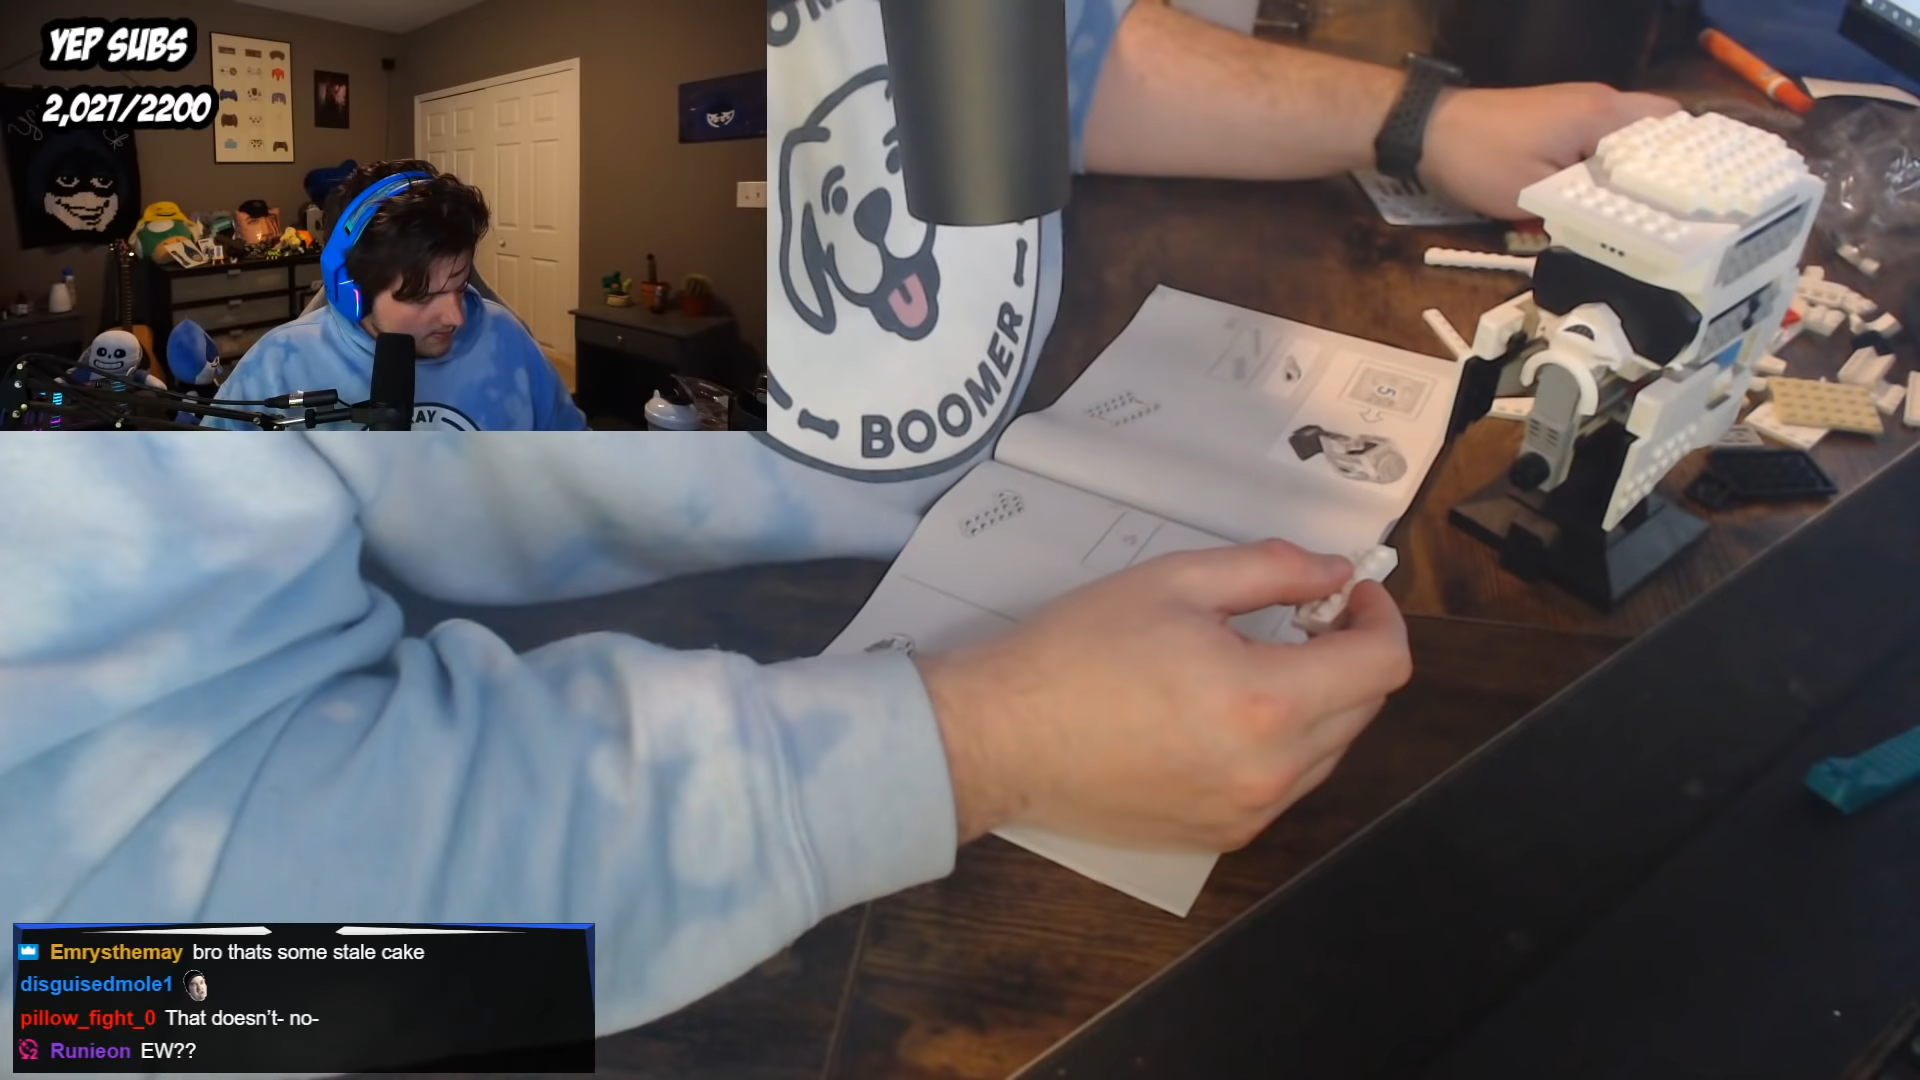 YEP SUBS
2,027/2200
BOOMER
5
Emrysthemay bro thats some stale cake
disguisedmole1
pillow_fight_0 That doesn't- no-
Runieon EW??